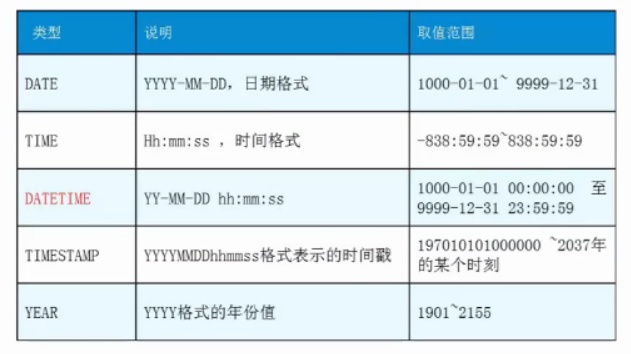 类型 说明 取值范围
DATE YYYY-MM-DD，日期格式 1000-01-01~ 9999-12-31
TIME Hh:mm:ss ，时间格式 -838:59:59~838:59:59
DATETIME YY-MM-DD hh:mm:ss 1000-01-01 00:00:00 至
9999-12-31 23:59:59
TIMESTAMP YYYYMMDDhhmmss格式表示的时间戳 197010101000000 ~2037年
的某个时刻
YEAR YYYY格式的年份值 1901~2155